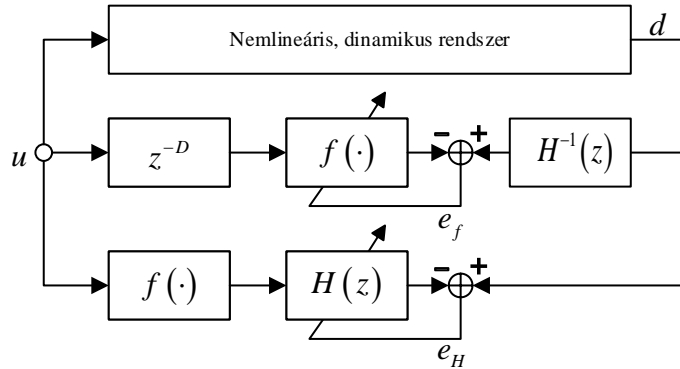 Nemlineáris, dinamikus rendszer
d
u
z^{-D}
f(·)
− +
H^{-1}(z)
e_f
f(·)
H(z)
− +
e_H